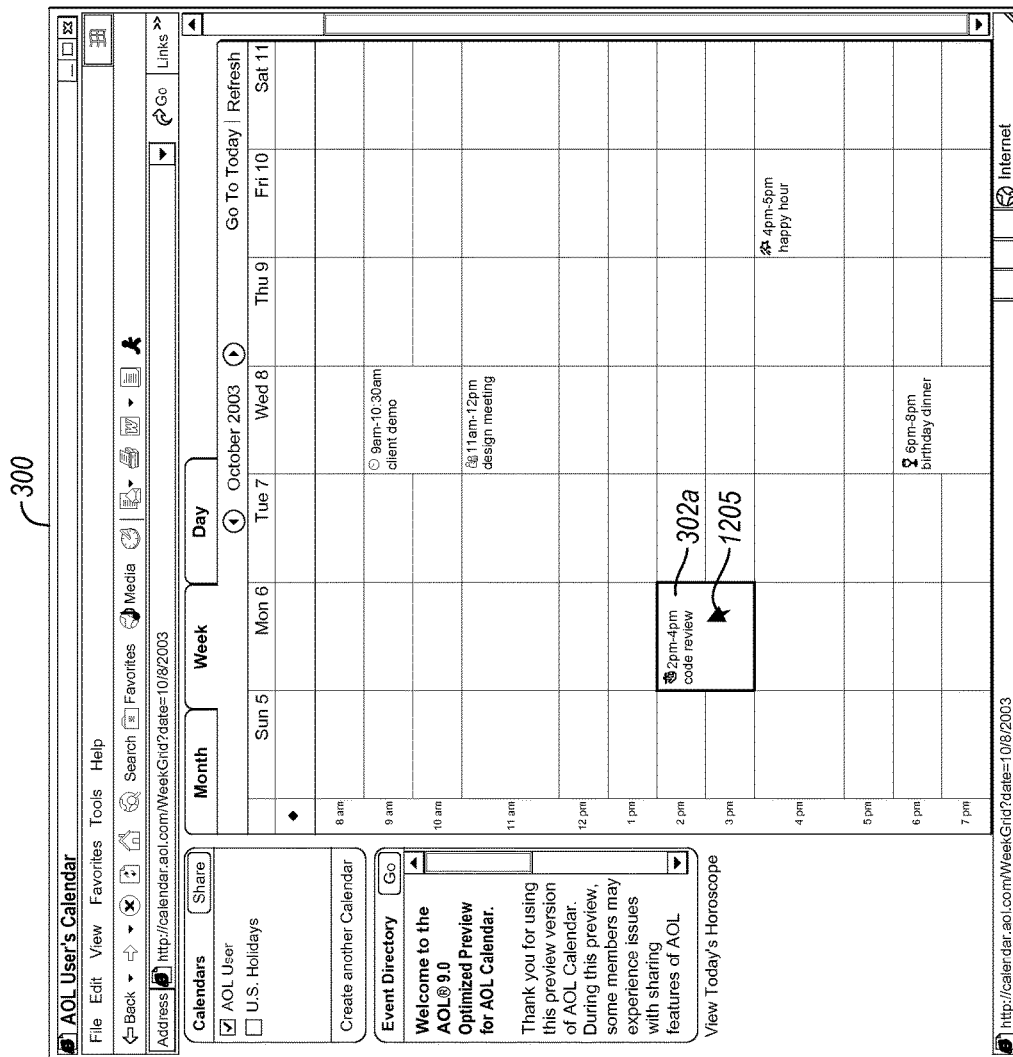 300
AOL User's Calendar
File Edit View Favorites Tools Help
Back Search Favorites Media W
Address http://calendar.aol.com/WeekGrid?date=10/8/2003 Go Links >>
Calendars Share
AOL User
U.S. Holidays
Create another Calendar
Event Directory Go
Welcome to the
AOL® 9.0
Optimized Preview
for AOL Calendar.
Thank you for using
this preview version
of AOL Calendar.
During this preview,
some members may
experience issues
with sharing
features of AOL
View Today's Horoscope
Month Week Day
October 2003 Go To Today | Refresh
Sun 5 Mon 6 Tue 7 Wed 8 Thu 9 Fri 10 Sat 11
8 am
9 am
9am-10:30am
client demo
10 am
11 am
11am-12pm
design meeting
12 pm
1 pm
2 pm
2pm-4pm
code review
302a
3 pm
1205
4 pm
4pm-5pm
happy hour
5 pm
6 pm
6pm-8pm
birthday dinner
7 pm
http://calender.aol.com/WeekGrid?date=10/8/2003 Internet